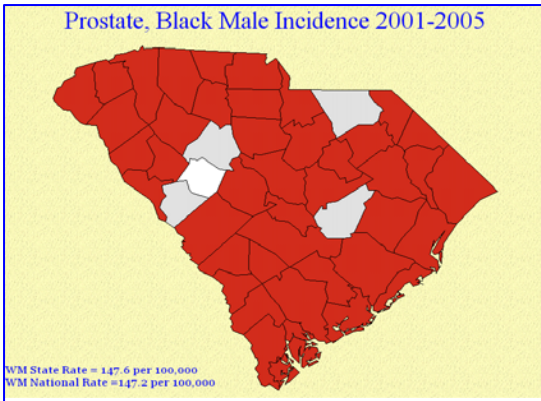 Prostate, Black Male Incidence 2001-2005
WM State Rate = 147.6 per 100,000
WM National Rate =147.2 per 100,000